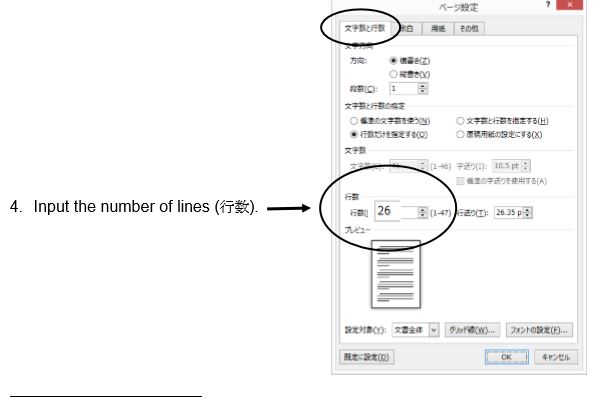 ページ設定 ? ×
文字数と行数 余白 用紙 その他
文字方向
方向: 横書き(Z)
縦書き(V)
段数(C): 1
文字数と行数の指定
標準の文字数を使う(N) 文字数と行数を指定する(H)
行数だけを指定する(O) 原稿用紙の設定にする(X)
文字数
(1-46) 字送り(I): 10.5 pt
標準の字送りを使用する(A)
行数
4. Input the number of lines (行数). 行数( 26 (1-47) 行送り(T): 26.35 p
プレビュー
設定対象(Y): 文書全体 グリッド線(W)... フォントの設定(F)...
既定に設定(D) OK キャンセル